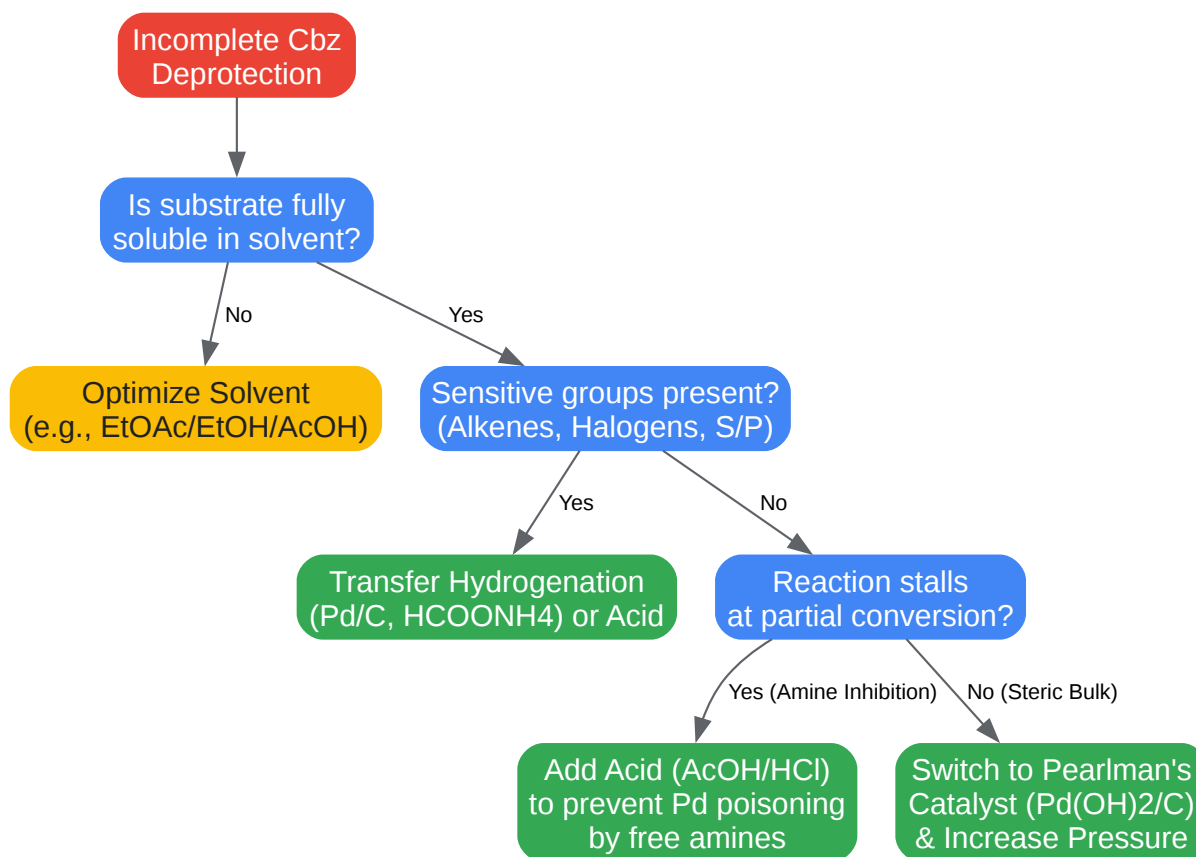 Incomplete Cbz
Deprotection
Is substrate fully
soluble in solvent?
No
Yes
Optimize Solvent
(e.g., EtOAc/EtOH/AcOH)
Sensitive groups present?
(Alkenes, Halogens, S/P)
Yes
No
Transfer Hydrogenation
(Pd/C, HCOONH4) or Acid
Reaction stalls
at partial conversion?
Yes (Amine Inhibition)
No (Steric Bulk)
Add Acid (AcOH/HCl)
to prevent Pd poisoning
by free amines
Switch to Pearlman's
Catalyst (Pd(OH)2/C)
& Increase Pressure